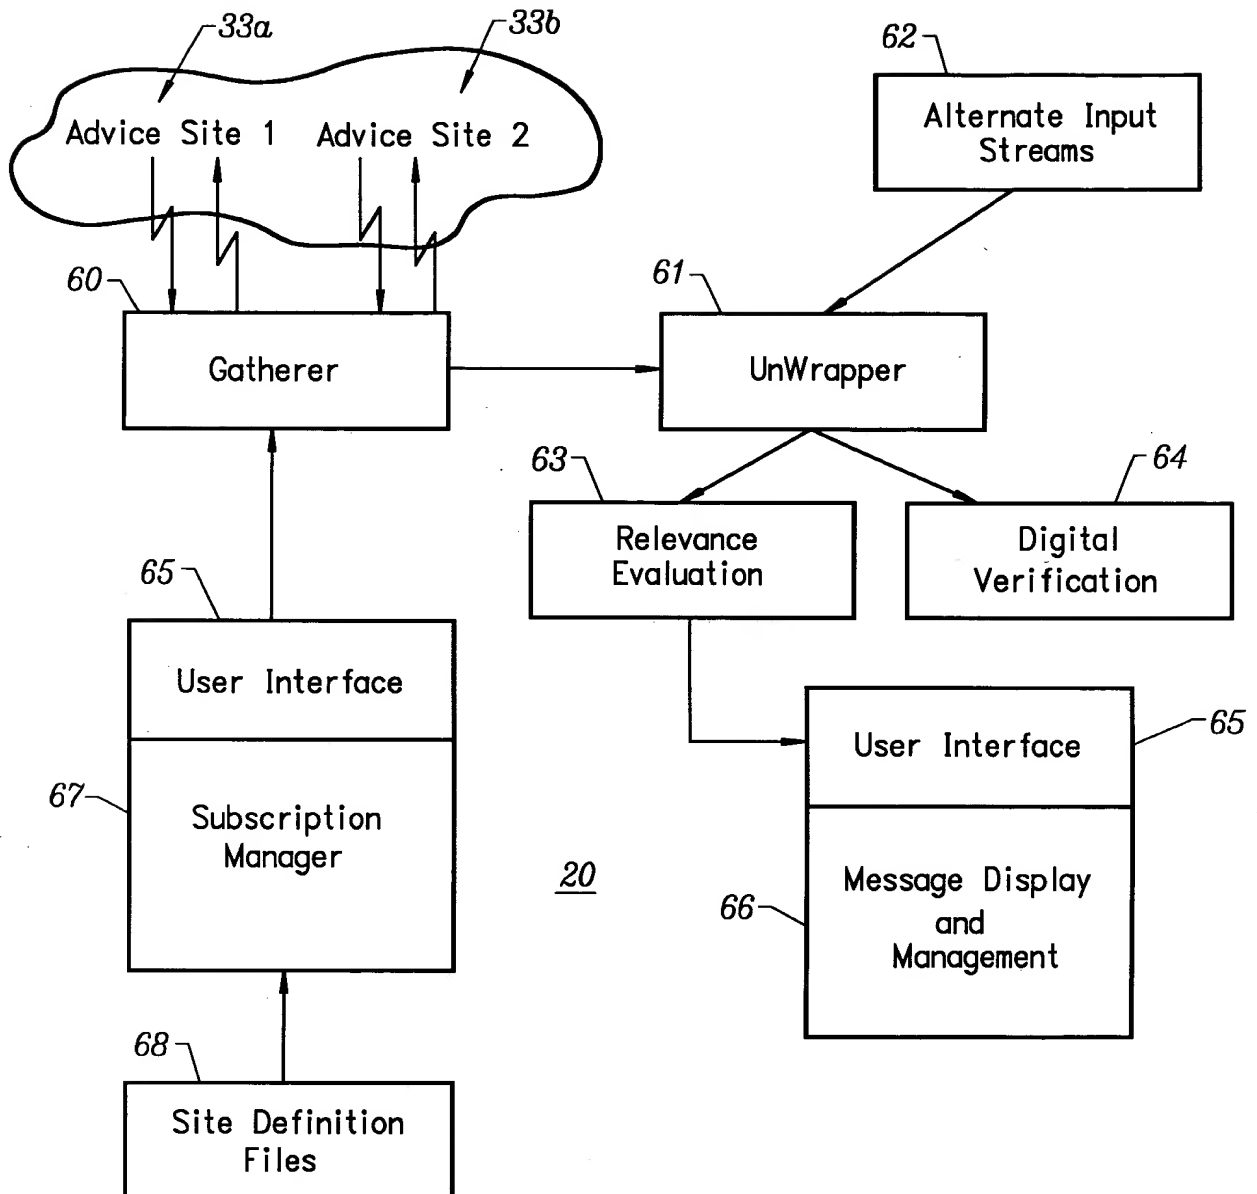 33a
33b
62
Advice Site 1
Advice Site 2
Alternate Input
Streams
60
61
Gatherer
UnWrapper
63
64
Relevance
Evaluation
Digital
Verification
65
User Interface
65
User Interface
67
Subscription
Manager
20
66
Message Display
and
Management
68
Site Definition
Files